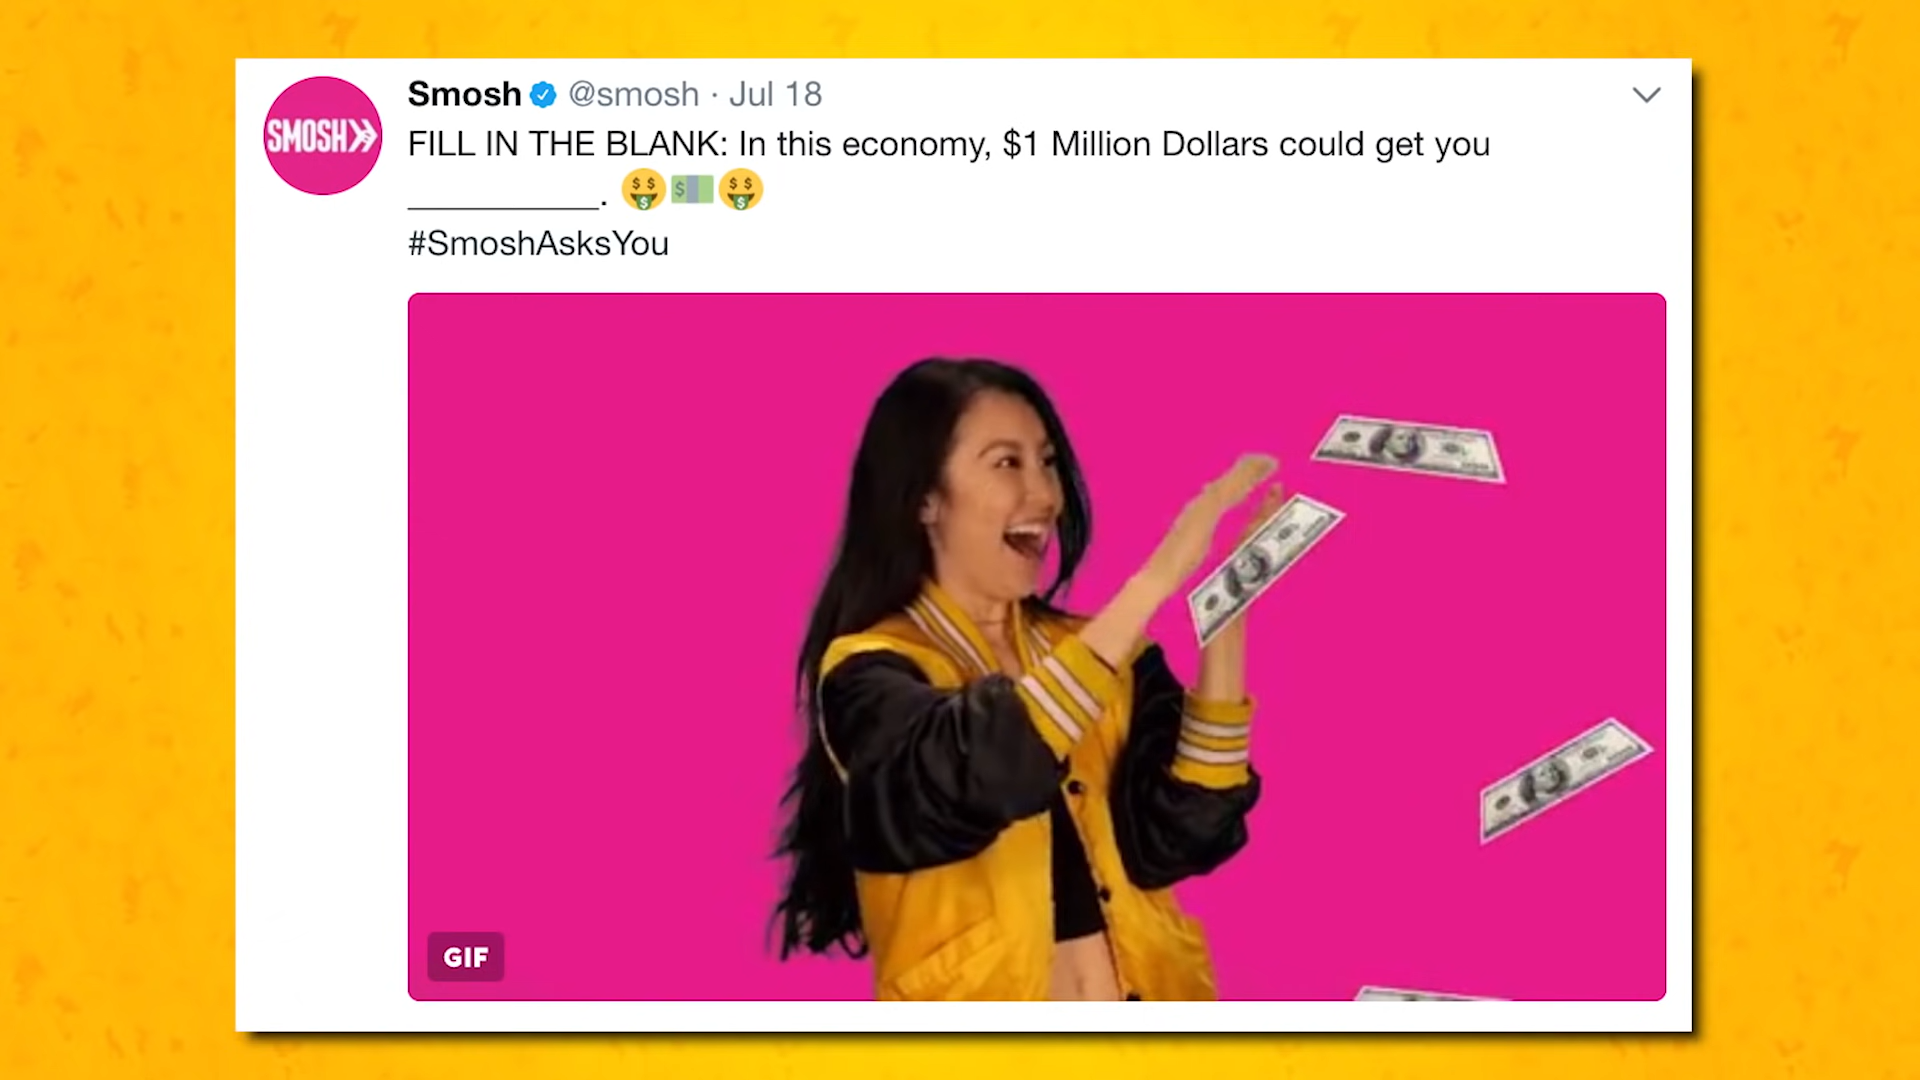 Smosh @smosh · Jul 18
SMOSH
FILL IN THE BLANK: In this economy, $1 Million Dollars could get you
__________. 🤑💵🤑
#SmoshAsksYou
GIF